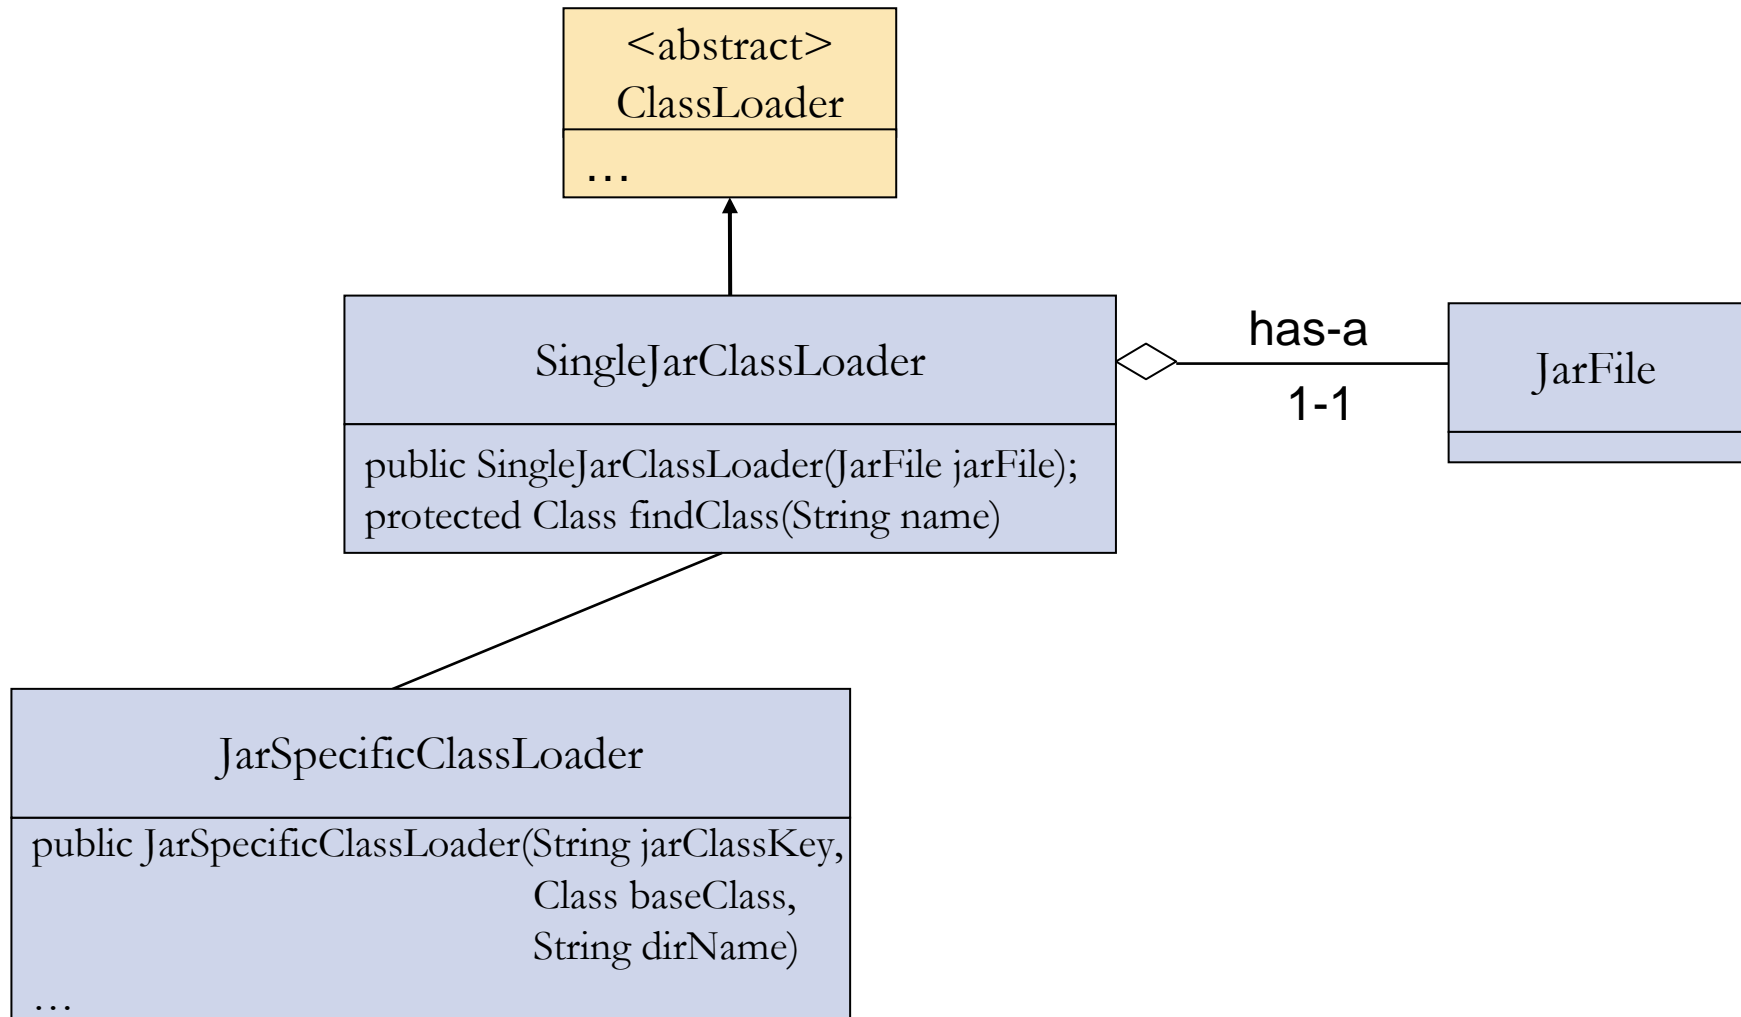 <abstract>
ClassLoader
…
SingleJarClassLoader
public SingleJarClassLoader(JarFile jarFile);
protected Class findClass(String name)
has-a
1-1
JarFile
JarSpecificClassLoader
public JarSpecificClassLoader(String jarClassKey,
Class baseClass,
String dirName)
…